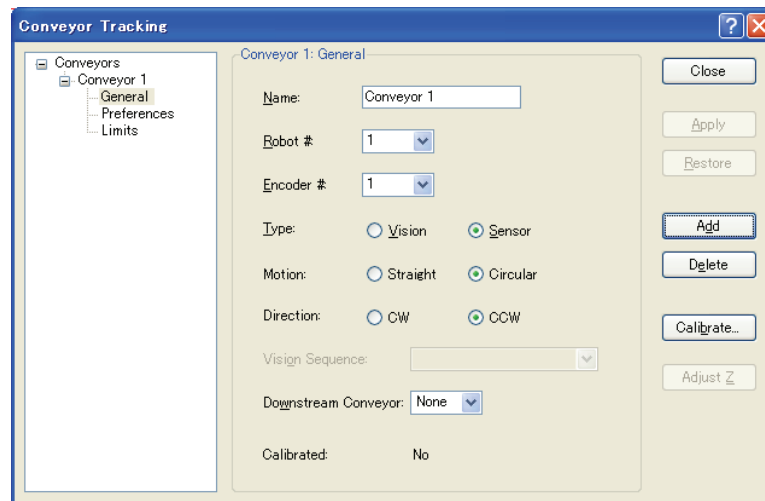 Conveyor Tracking
Conveyors
Conveyor 1
General
Preferences
Limits
Conveyor 1: General
Name: Conveyor 1
Robot # 1
Encoder # 1
Type: Vision Sensor
Motion: Straight Circular
Direction: CW CCW
Vision Sequence:
Downstream Conveyor: None
Calibrated: No
Close
Apply
Restore
Add
Delete
Calibrate...
Adjust Z